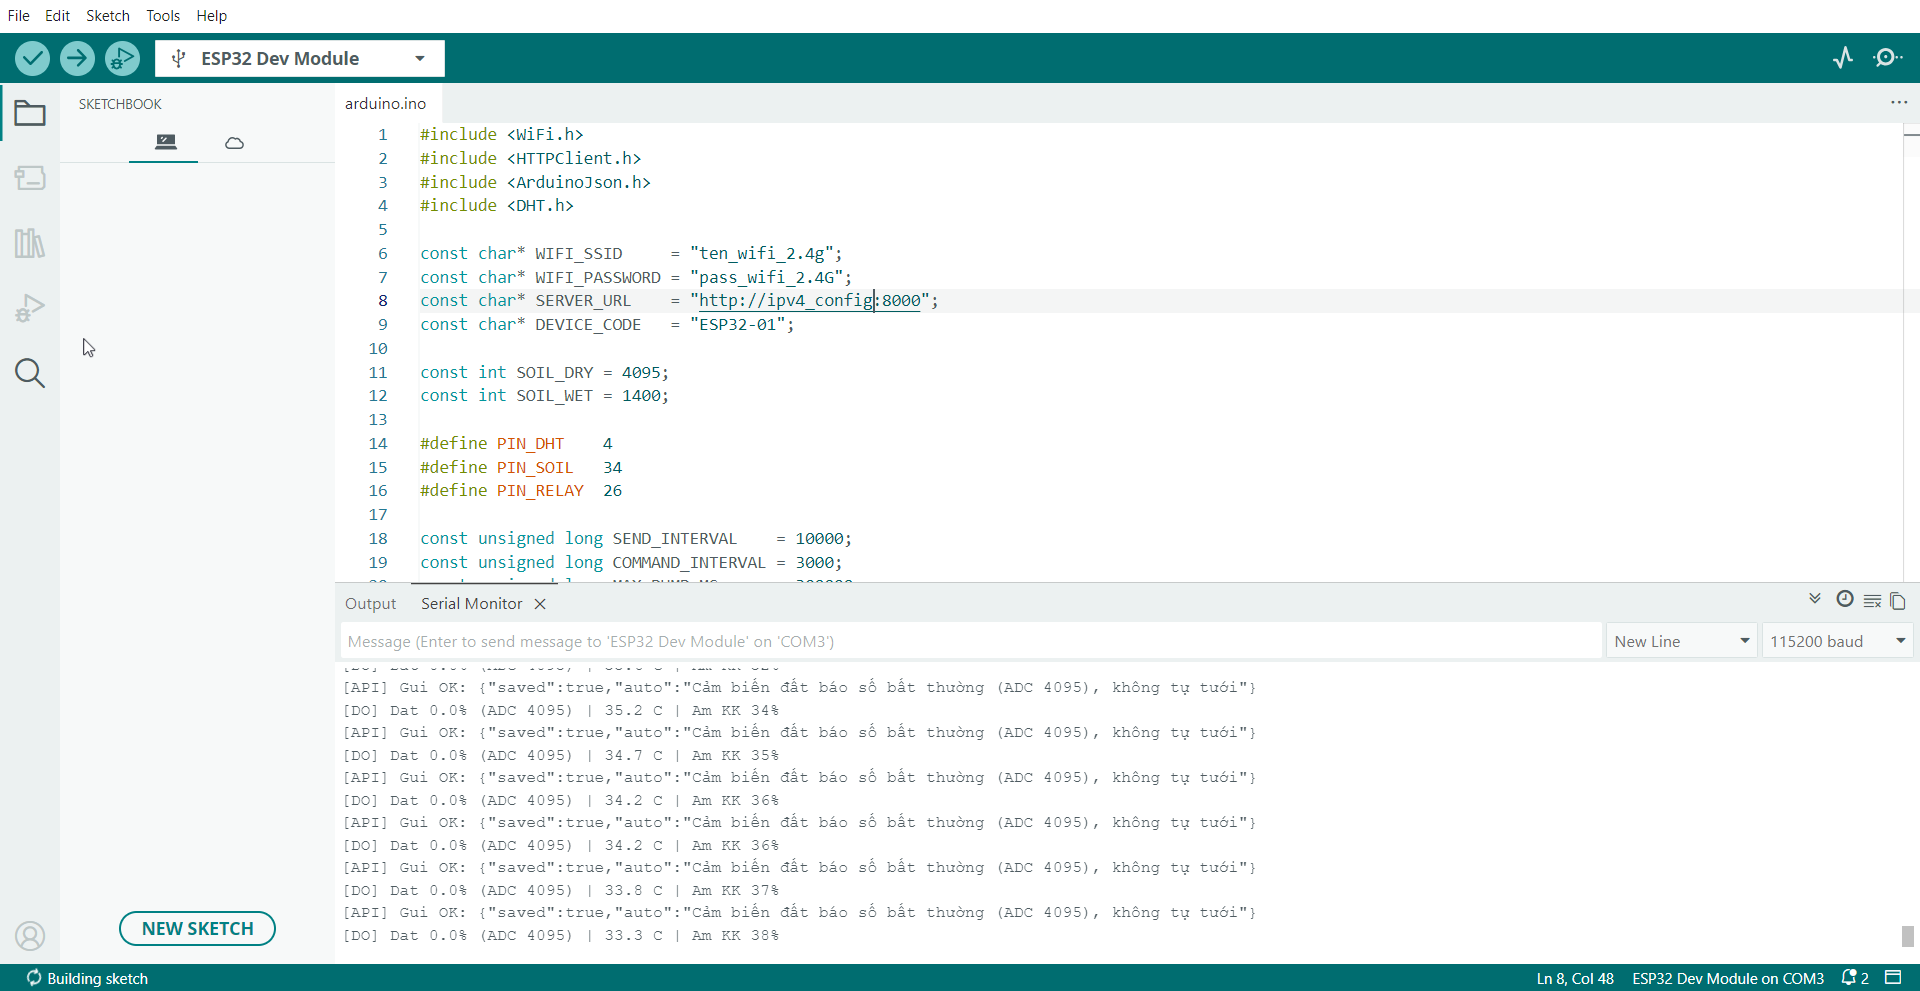 File Edit Sketch Tools Help
ESP32 Dev Module
SKETCHBOOK
arduino.ino
1 #include <WiFi.h>
2 #include <HTTPClient.h>
3 #include <ArduinoJson.h>
4 #include <DHT.h>
5
6 const char* WIFI_SSID     = "ten_wifi_2.4g";
7 const char* WIFI_PASSWORD = "pass_wifi_2.4G";
8 const char* SERVER_URL    = "http://ipv4_config:8000";
9 const char* DEVICE_CODE   = "ESP32-01";
10
11 const int SOIL_DRY = 4095;
12 const int SOIL_WET = 1400;
13
14 #define PIN_DHT    4
15 #define PIN_SOIL   34
16 #define PIN_RELAY  26
17
18 const unsigned long SEND_INTERVAL    = 10000;
19 const unsigned long COMMAND_INTERVAL = 3000;
Output Serial Monitor
Message (Enter to send message to 'ESP32 Dev Module' on 'COM3')
New Line
115200 baud
[API] Gui OK: {"saved":true,"auto":"Cảm biến đất báo số bất thường (ADC 4095), không tự tưới"}
[DO] Dat 0.0% (ADC 4095) | 35.2 C | Am KK 34%
[API] Gui OK: {"saved":true,"auto":"Cảm biến đất báo số bất thường (ADC 4095), không tự tưới"}
[DO] Dat 0.0% (ADC 4095) | 34.7 C | Am KK 35%
[API] Gui OK: {"saved":true,"auto":"Cảm biến đất báo số bất thường (ADC 4095), không tự tưới"}
[DO] Dat 0.0% (ADC 4095) | 34.2 C | Am KK 36%
[API] Gui OK: {"saved":true,"auto":"Cảm biến đất báo số bất thường (ADC 4095), không tự tưới"}
[DO] Dat 0.0% (ADC 4095) | 34.2 C | Am KK 36%
[API] Gui OK: {"saved":true,"auto":"Cảm biến đất báo số bất thường (ADC 4095), không tự tưới"}
[DO] Dat 0.0% (ADC 4095) | 33.8 C | Am KK 37%
[API] Gui OK: {"saved":true,"auto":"Cảm biến đất báo số bất thường (ADC 4095), không tự tưới"}
[DO] Dat 0.0% (ADC 4095) | 33.3 C | Am KK 38%
NEW SKETCH
Building sketch
Ln 8, Col 48 ESP32 Dev Module on COM3 2